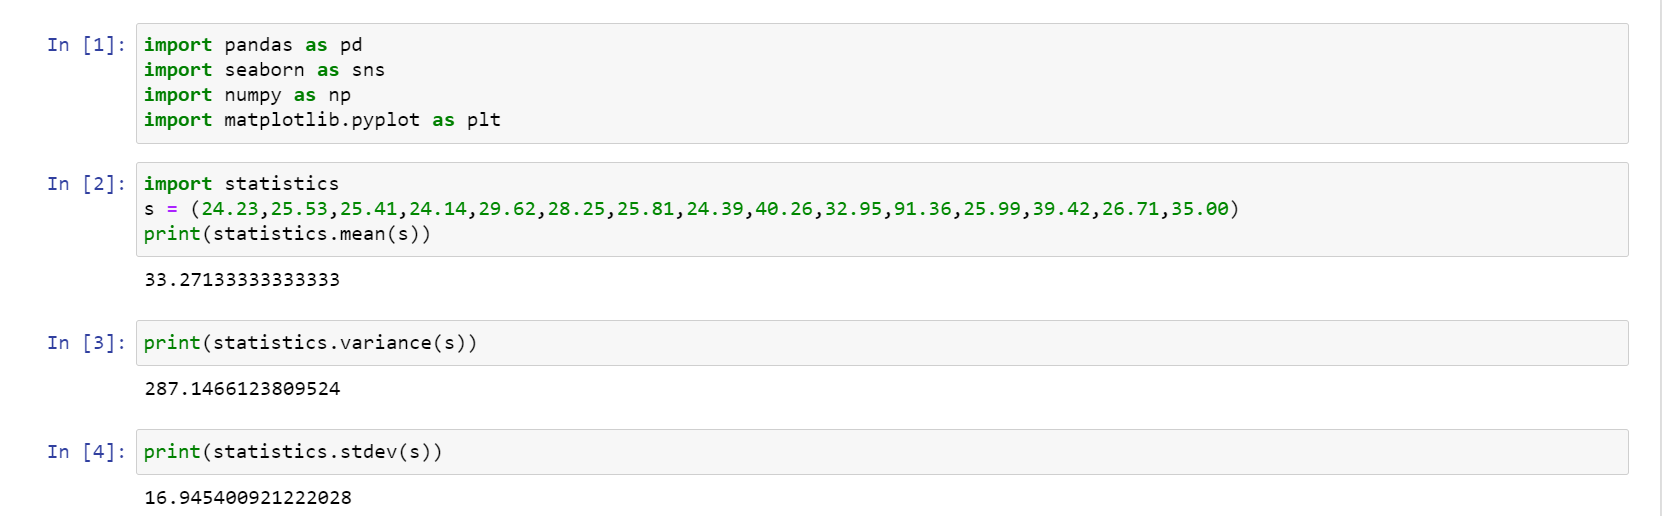 In [1]: import pandas as pd
import seaborn as sns
import numpy as np
import matplotlib.pyplot as plt
In [2]: import statistics
s = (24.23,25.53,25.41,24.14,29.62,28.25,25.81,24.39,40.26,32.95,91.36,25.99,39.42,26.71,35.00)
print(statistics.mean(s))
33.27133333333333
In [3]: print(statistics.variance(s))
287.1466123809524
In [4]: print(statistics.stdev(s))
16.945400921222028